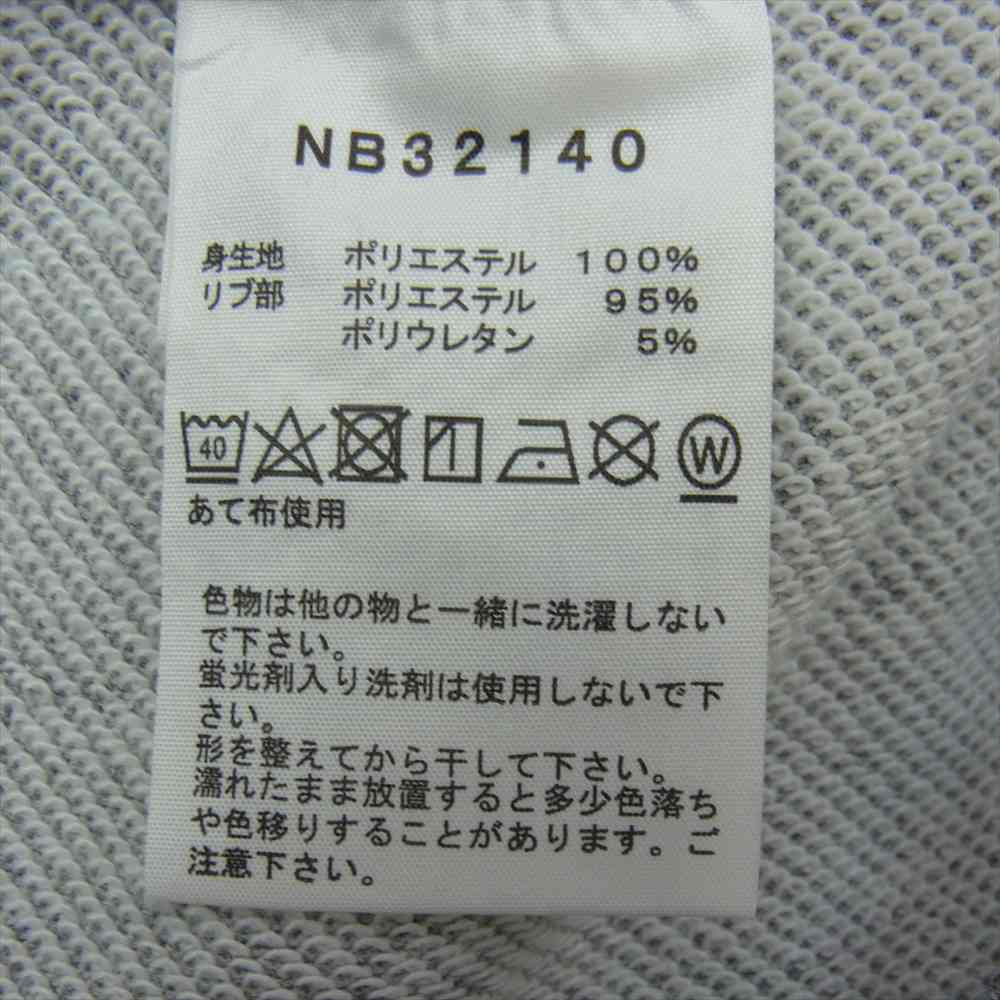 NB32140
身生地 ポリエステル 100%
リブ部 ポリエステル 95%
ポリウレタン 5%
40 W
あて布使用
色物は他の物と一緒に洗濯しない
で下さい。
蛍光剤入り洗剤は使用しないで下
さい。
形を整えてから干して下さい。
濡れたまま放置すると多少色落ち
や色移りすることがあります。ご
注意下さい。